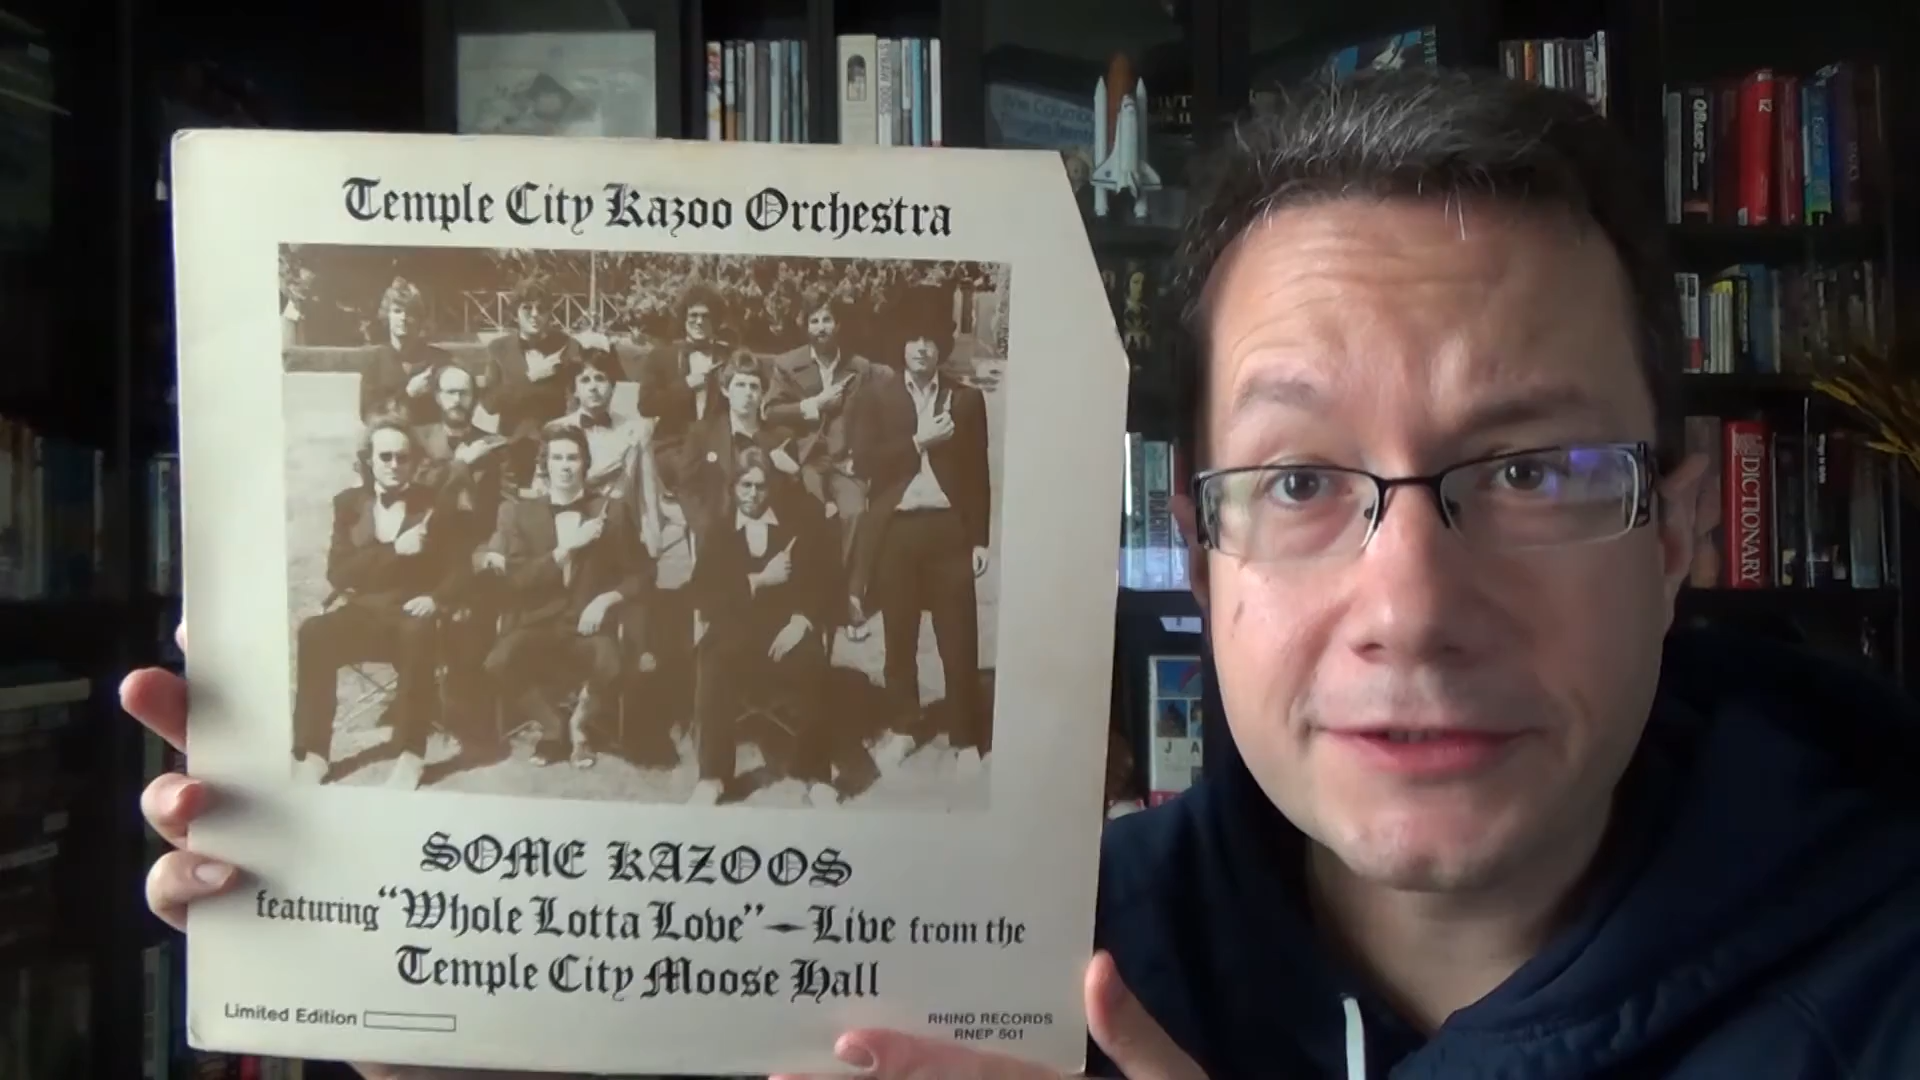 Temple City Kazoo Orchestra
SOME KAZOOS
featuring "Whole Lotta Love" — Live from the
Temple City Moose Hall
Limited Edition
RHINO RECORDS
RNEP 501
QBASIC
DICTIONARY